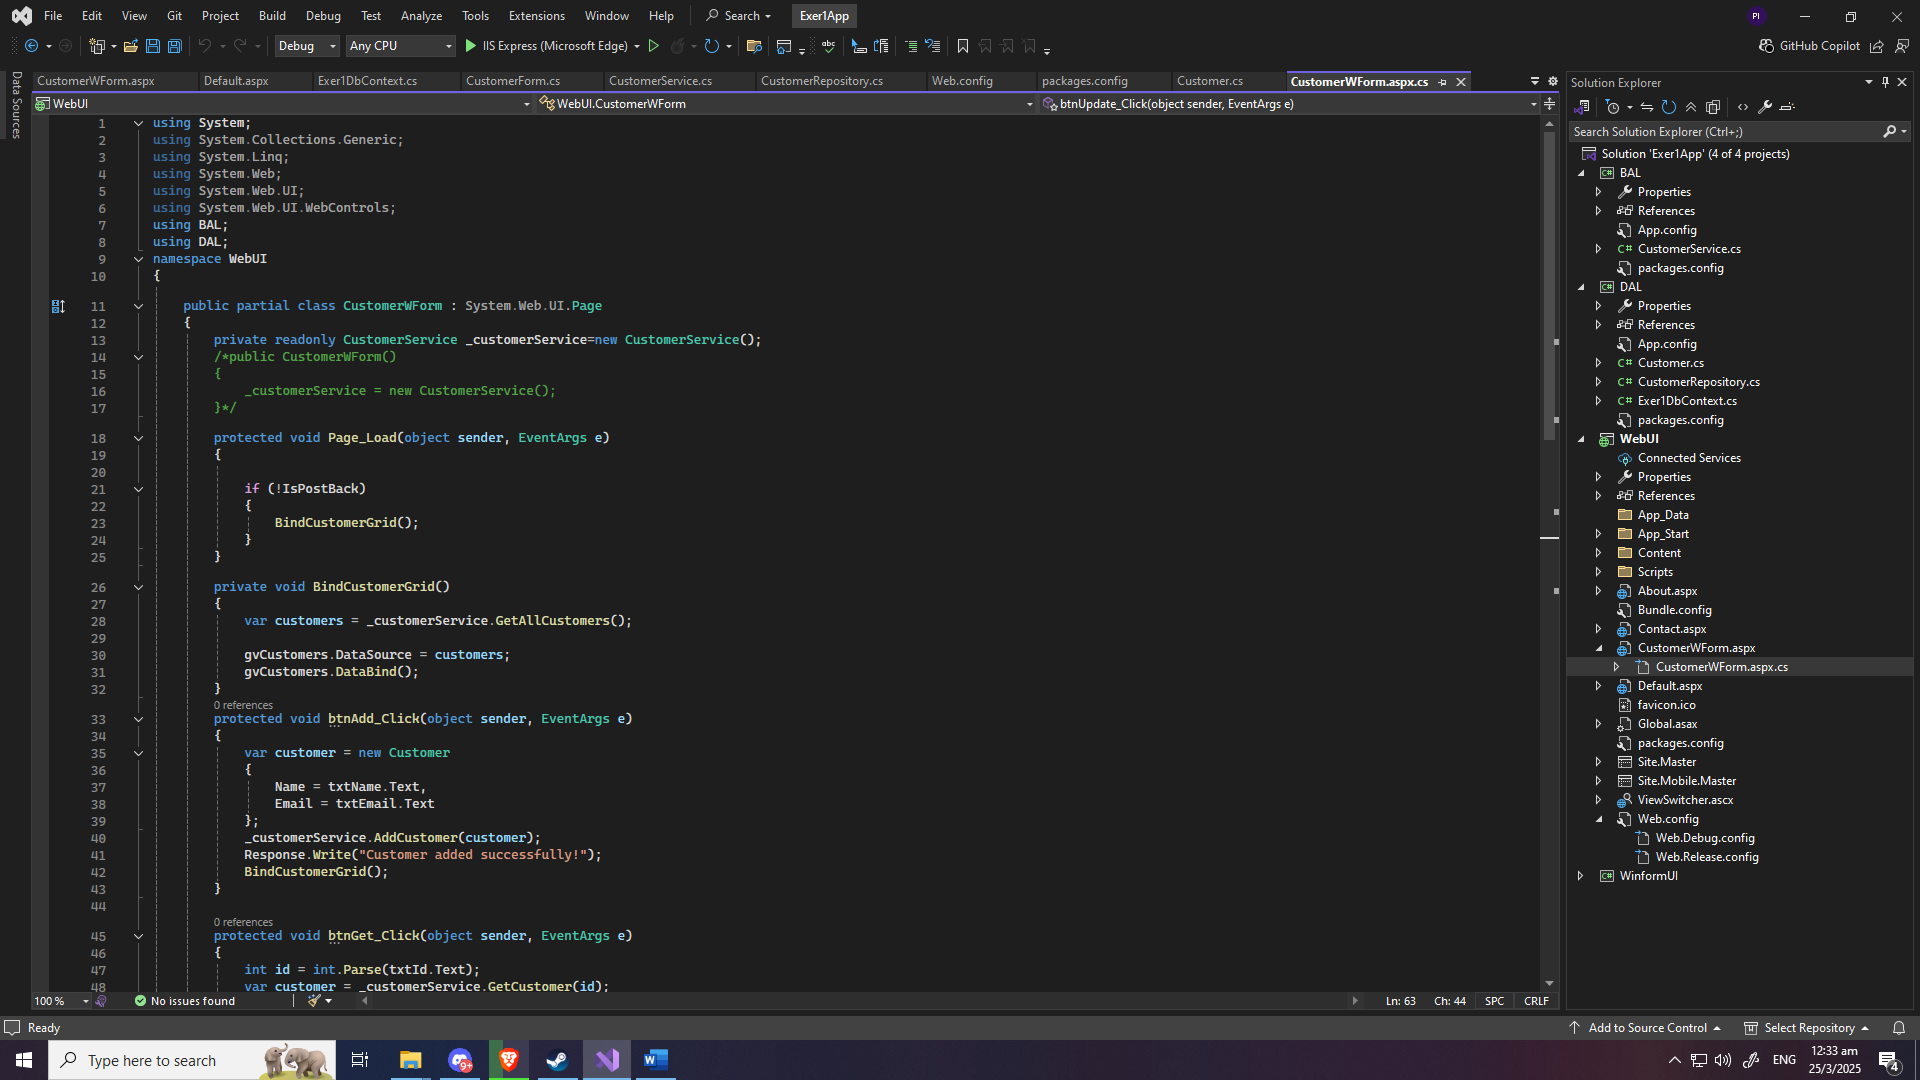 File Edit View Git Project Build Debug Test Analyze Tools Extensions Window Help Search Exer1App PI
Debug Any CPU IIS Express (Microsoft Edge) GitHub Copilot
Data Sources
CustomerWForm.aspx Default.aspx Exer1DbContext.cs CustomerForm.cs CustomerService.cs CustomerRepository.cs Web.config packages.config Customer.cs CustomerWForm.aspx.cs
WebUI WebUI.CustomerWForm btnUpdate_Click(object sender, EventArgs e)
1 using System;
2 using System.Collections.Generic;
3 using System.Linq;
4 using System.Web;
5 using System.Web.UI;
6 using System.Web.UI.WebControls;
7 using BAL;
8 using DAL;
9 namespace WebUI
10 {
11 public partial class CustomerWForm : System.Web.UI.Page
12 {
13 private readonly CustomerService _customerService=new CustomerService();
14 /*public CustomerWForm()
15 {
16 _customerService = new CustomerService();
17 }*/
18 protected void Page_Load(object sender, EventArgs e)
19 {
20
21 if (!IsPostBack)
22 {
23 BindCustomerGrid();
24 }
25 }
26 private void BindCustomerGrid()
27 {
28 var customers = _customerService.GetAllCustomers();
29
30 gvCustomers.DataSource = customers;
31 gvCustomers.DataBind();
32 }
0 references
33 protected void btnAdd_Click(object sender, EventArgs e)
34 {
35 var customer = new Customer
36 {
37 Name = txtName.Text,
38 Email = txtEmail.Text
39 };
40 _customerService.AddCustomer(customer);
41 Response.Write("Customer added successfully!");
42 BindCustomerGrid();
43 }
44
0 references
45 protected void btnGet_Click(object sender, EventArgs e)
46 {
47 int id = int.Parse(txtId.Text);
48 var customer = _customerService.GetCustomer(id);
100 % No issues found Ln: 63 Ch: 44 SPC CRLF
Solution Explorer
Search Solution Explorer (Ctrl+;)
Solution 'Exer1App' (4 of 4 projects)
C# BAL
Properties
References
App.config
C# CustomerService.cs
packages.config
C# DAL
Properties
References
App.config
C# Customer.cs
C# CustomerRepository.cs
C# Exer1DbContext.cs
packages.config
WebUI
Connected Services
Properties
References
App_Data
App_Start
Content
Scripts
About.aspx
Bundle.config
Contact.aspx
CustomerWForm.aspx
CustomerWForm.aspx.cs
Default.aspx
favicon.ico
Global.asax
packages.config
Site.Master
Site.Mobile.Master
ViewSwitcher.ascx
Web.config
Web.Debug.config
Web.Release.config
C# WinformUI
Ready Add to Source Control Select Repository
Type here to search 9+ ENG 12:33 am
25/3/2025 4